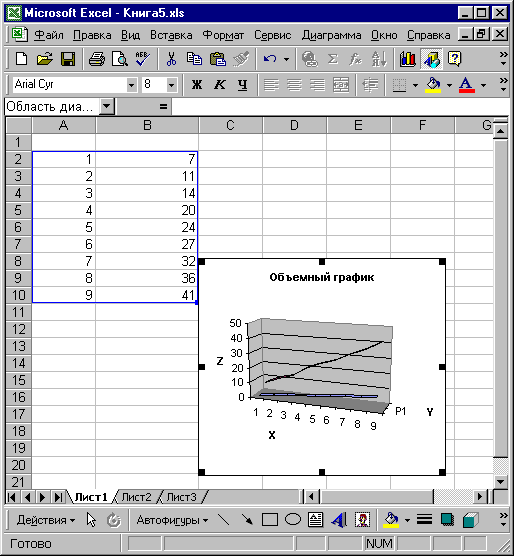 Microsoft Excel - Книга5.xls
Файл Правка Вид Вставка Формат Сервис Диаграмма Окно Справка
Arial Cyr 8 Ж К Ч
Область диа... =
A B C D E F G
1
2 1 7
3 2 11
4 3 14
5 4 20
6 5 24
7 6 27
8 7 32
9 8 36
10 9 41
11
12
13
14
15
16
17
18
19
20
21
Объемный график
50
40
30
20
10
0
Z
1 2 3 4 5 6 7 8 9
P1
Y
X
Лист1 Лист2 Лист3
Действия Автофигуры
Готово NUM